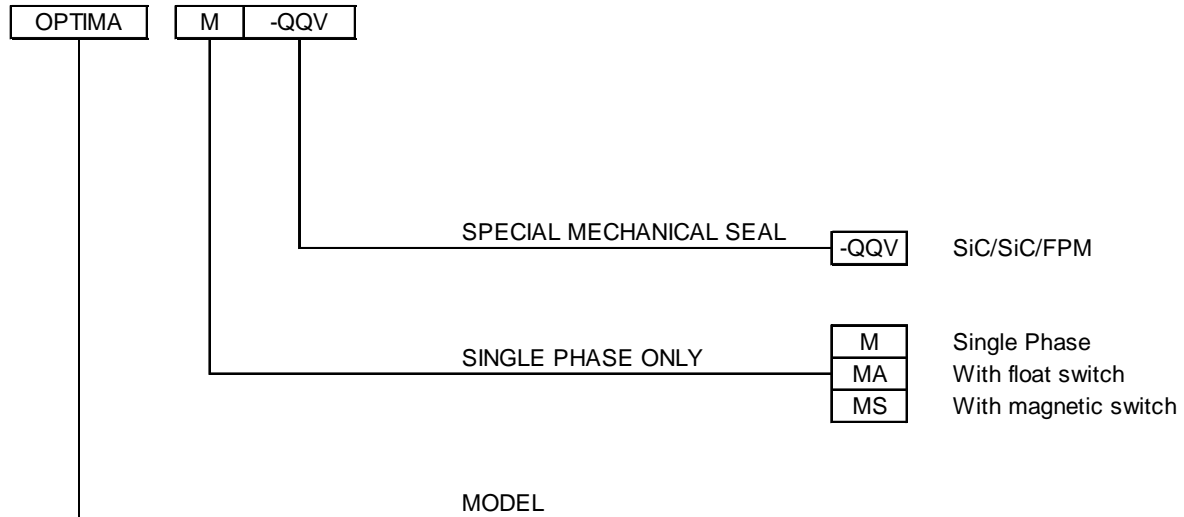 OPTIMA M -QQV
SPECIAL MECHANICAL SEAL -QQV SiC/SiC/FPM
SINGLE PHASE ONLY
M Single Phase
MA With float switch
MS With magnetic switch
MODEL